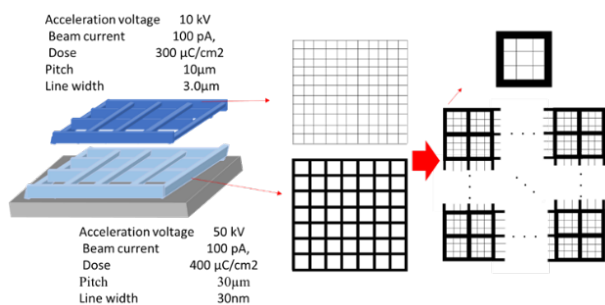 Acceleration voltage 10 kV
Beam current 100 pA,
Dose 300 μC/cm2
Pitch 10μm
Line width 3.0μm
Acceleration voltage 50 kV
Beam current 100 pA,
Dose 400 μC/cm2
Pitch 30μm
Line width 30nm